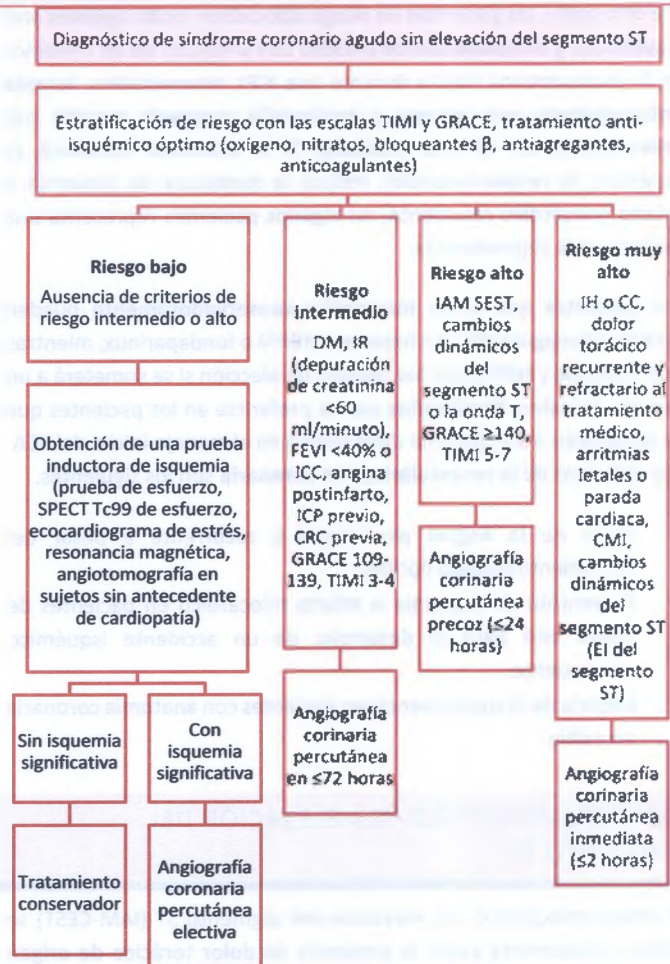 Diagnóstico de síndrome coronario agudo sin elevación del segmento ST
Estratificación de riesgo con las escalas TIMI y GRACE, tratamiento anti-
isquémico óptimo (oxígeno, nitratos, bloqueantes β, antiagregantes,
anticoagulantes)
Riesgo bajo
Ausencia de criterios de
riesgo intermedio o alto
Obtención de una prueba
inductora de isquemia
(prueba de esfuerzo,
SPECT Tc99 de esfuerzo,
ecocardiograma de estrés,
resonancia magnética,
angiotomografía en
sujetos sin antecedente
de cardiopatía)
Sin isquemia
significativa
Tratamiento
conservador
Con
isquemia
significativa
Angiografía
coronaria
percutánea
electiva
Riesgo
intermedio
DM, IR
(depuración
de creatinina
<60
ml/minuto),
FEVI <40% o
ICC, angina
postinfarto,
ICP previo,
CRC previa,
GRACE 109-
139, TIMI 3-4
Angiografía
corinaria
percutánea
en ≤72 horas
Riesgo alto
IAM SEST,
cambios
dinámicos
del
segmento ST
o la onda T,
GRACE ≥140,
TIMI 5-7
Angiografía
corinaria
percutánea
precoz (≤24
horas)
Riesgo muy
alto
IH o CC,
dolor
torácico
recurrente y
refractario al
tratamiento
médico,
arritmias
letales o
parada
cardiaca,
CMI,
cambios
dinámicos
del
segmento ST
(EI del
segmento
ST)
Angiografía
corinaria
percutánea
inmediata
(≤2 horas)